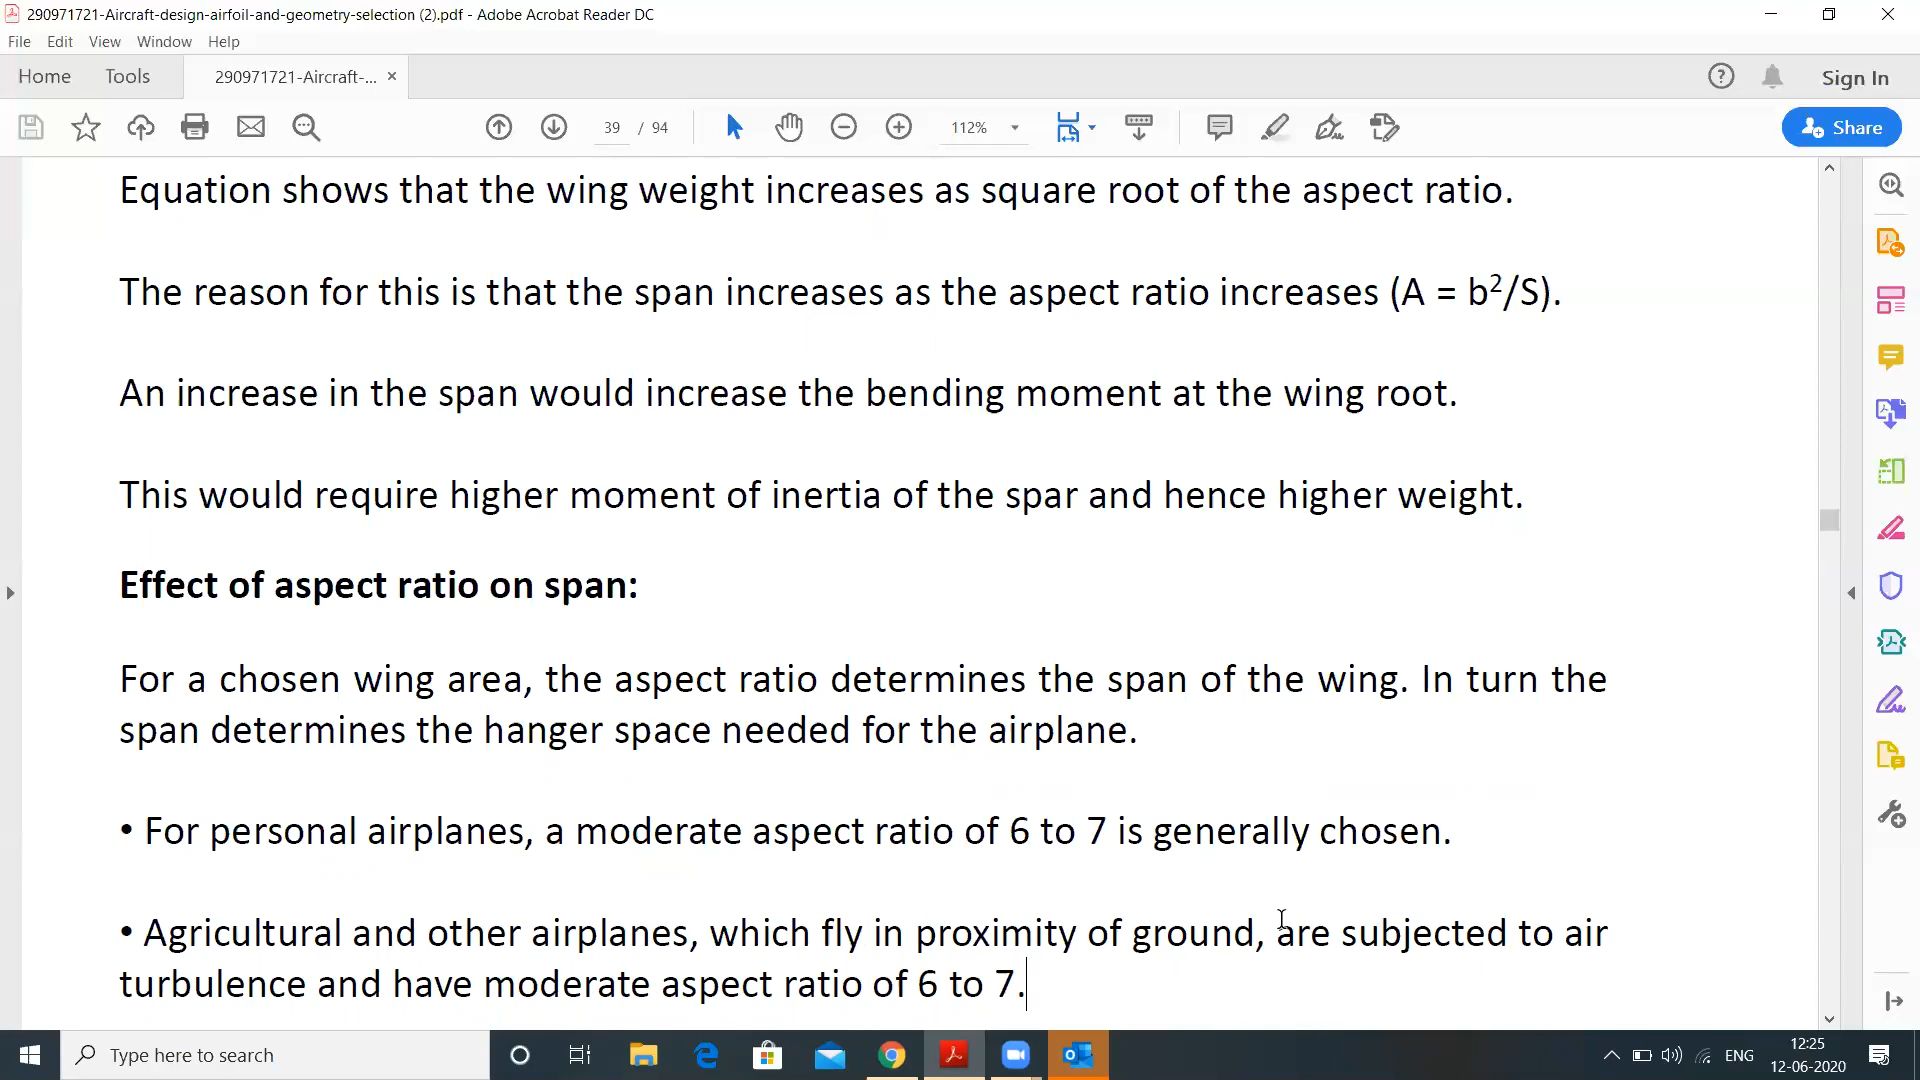 290971721-Aircraft-design-airfoil-and-geometry-selection (2).pdf - Adobe Acrobat Reader DC
File Edit View Window Help
Home Tools 290971721-Aircraft-... × Sign In
39 / 94 112% Share
Equation shows that the wing weight increases as square root of the aspect ratio.
The reason for this is that the span increases as the aspect ratio increases (A = b²/S).
An increase in the span would increase the bending moment at the wing root.
This would require higher moment of inertia of the spar and hence higher weight.
Effect of aspect ratio on span:
For a chosen wing area, the aspect ratio determines the span of the wing. In turn the
span determines the hanger space needed for the airplane.
• For personal airplanes, a moderate aspect ratio of 6 to 7 is generally chosen.
• Agricultural and other airplanes, which fly in proximity of ground, are subjected to air
turbulence and have moderate aspect ratio of 6 to 7.
Type here to search
ENG
12:25
12-06-2020